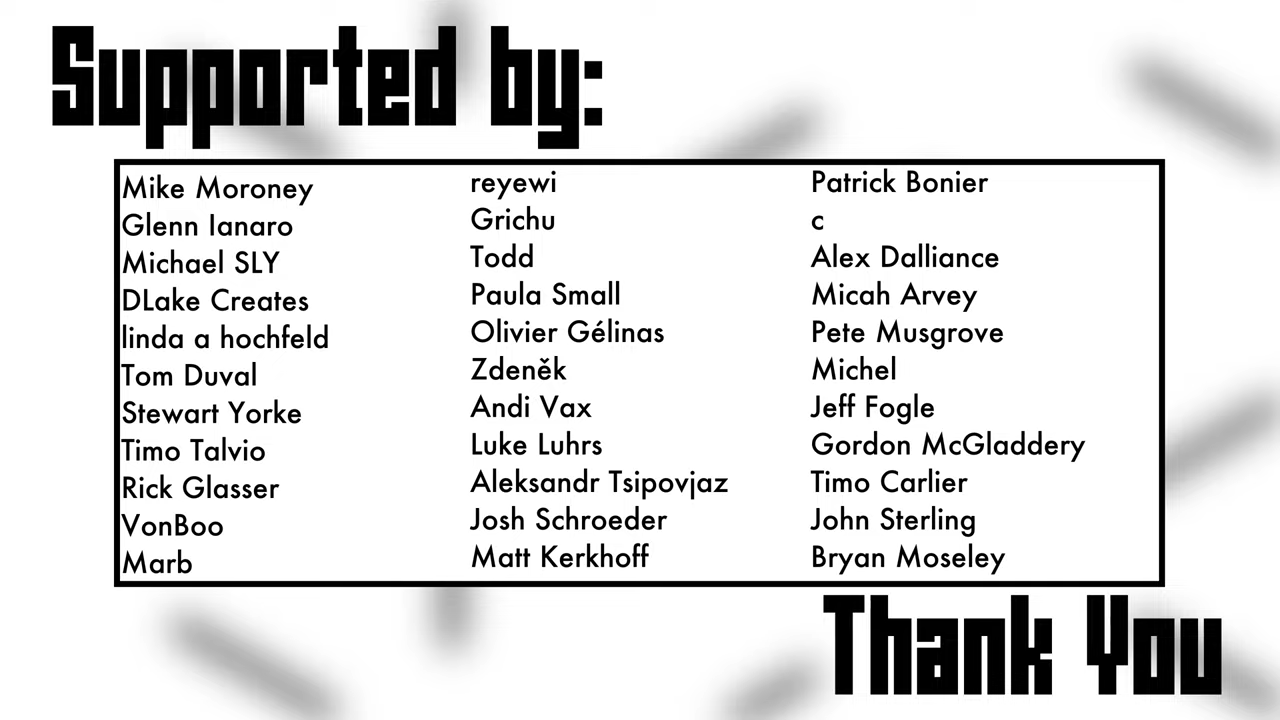 Supported by:
Mike Moroney
Glenn Ianaro
Michael SLY
DLake Creates
linda a hochfeld
Tom Duval
Stewart Yorke
Timo Talvio
Rick Glasser
VonBoo
Marb
reyewi
Grichu
Todd
Paula Small
Olivier Gélinas
Zdeněk
Andi Vax
Luke Luhrs
Aleksandr Tsipovjaz
Josh Schroeder
Matt Kerkhoff
Patrick Bonier
c
Alex Dalliance
Micah Arvey
Pete Musgrove
Michel
Jeff Fogle
Gordon McGladdery
Timo Carlier
John Sterling
Bryan Moseley
Thank You